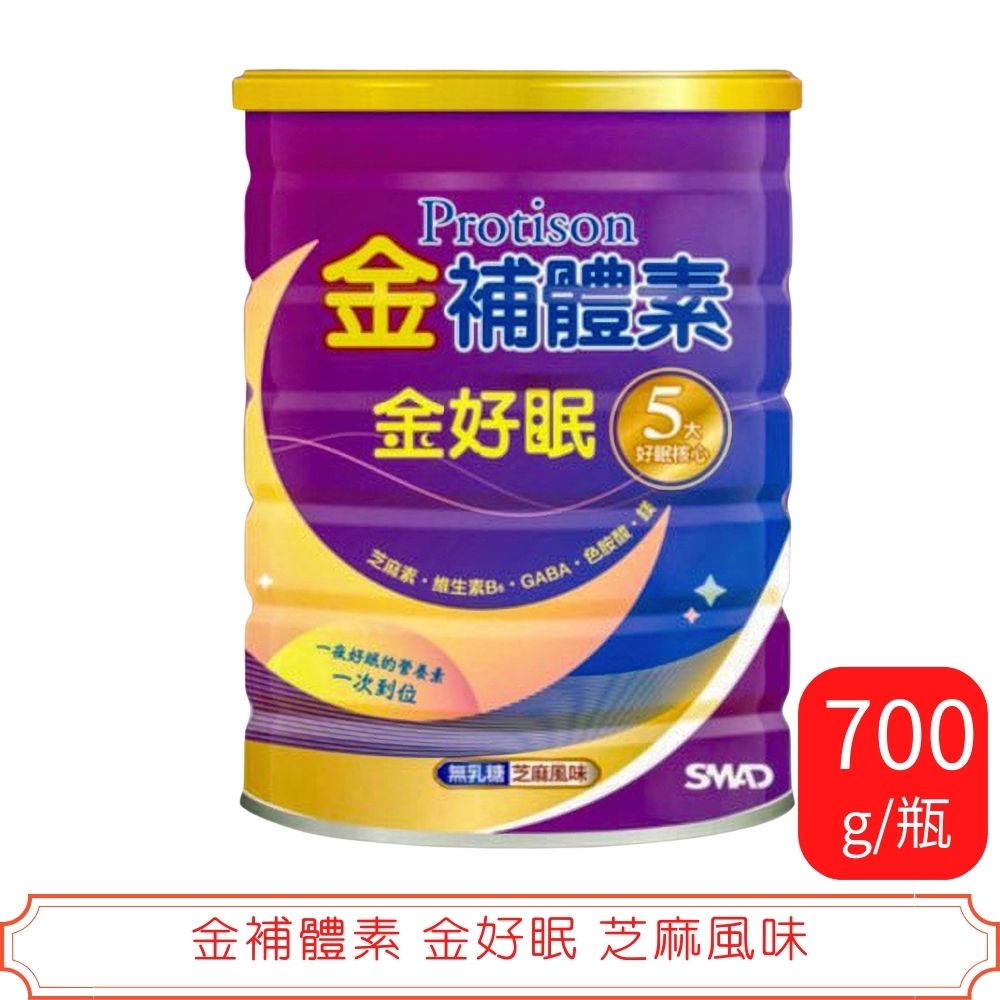 Protison
金補體素
金好眠
5大
好眠核心
芝麻素・維生素B₆・GABA・色胺酸・鎂
一夜好眠的營養素
一次到位
無乳糖 芝麻風味
SMAD
700
g/瓶
金補體素 金好眠 芝麻風味